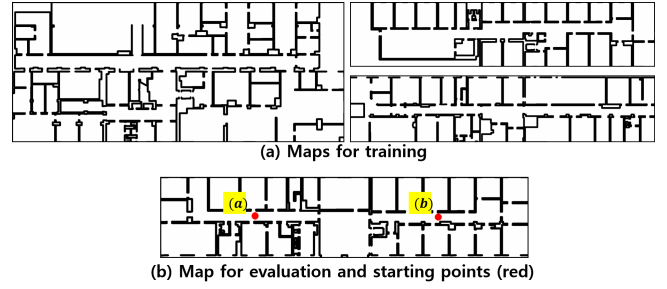 (a) Maps for training
(a) (b)
(b) Map for evaluation and starting points (red)